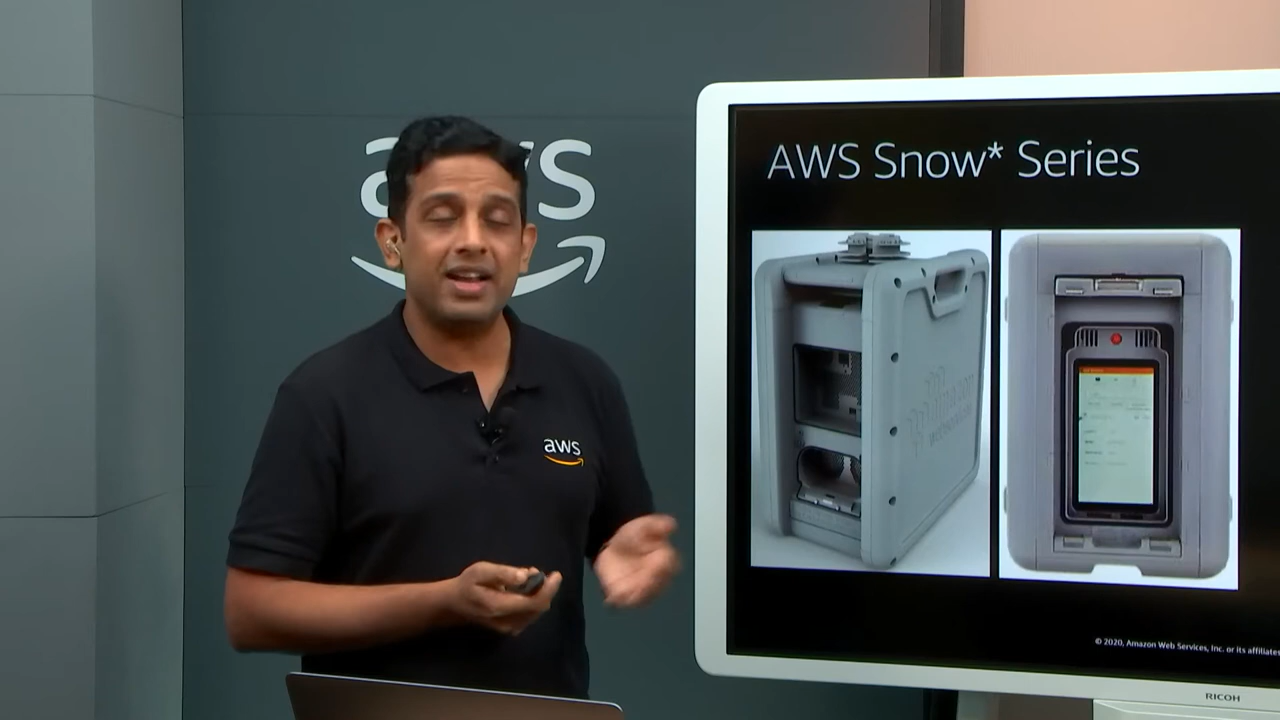 aws
aws
AWS Snow* Series
© 2020, Amazon Web Services, Inc. or its affiliates
RICOH